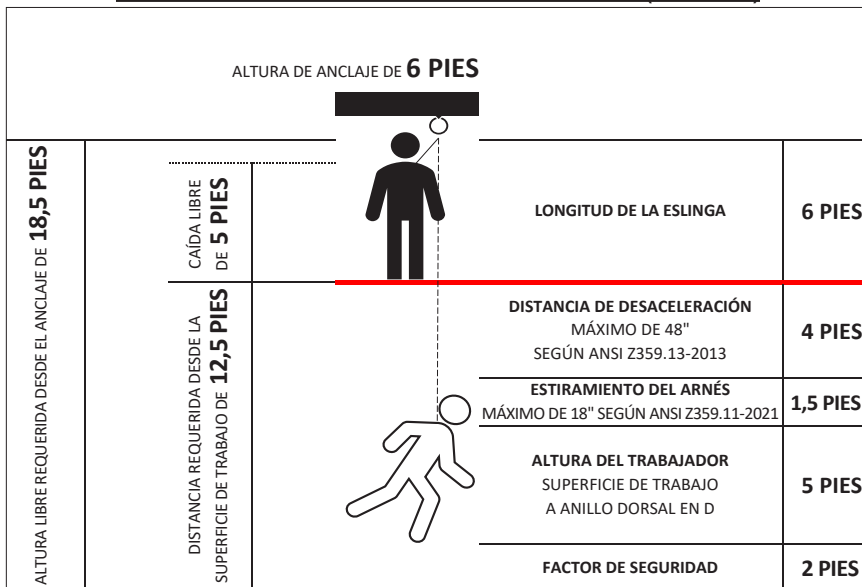 ALTURA DE ANCLAJE DE 6 PIES
ALTURA LIBRE REQUERIDA DESDE EL ANCLAJE DE 18,5 PIES
CAÍDA LIBRE
DE 5 PIES
DISTANCIA REQUERIDA DESDE LA
SUPERFICIE DE TRABAJO DE 12,5 PIES
LONGITUD DE LA ESLINGA
6 PIES
DISTANCIA DE DESACELERACIÓN
MÁXIMO DE 48"
SEGÚN ANSI Z359.13-2013
4 PIES
ESTIRAMIENTO DEL ARNÉS
MÁXIMO DE 18" SEGÚN ANSI Z359.11-2021
1,5 PIES
ALTURA DEL TRABAJADOR
SUPERFICIE DE TRABAJO
A ANILLO DORSAL EN D
5 PIES
FACTOR DE SEGURIDAD
2 PIES